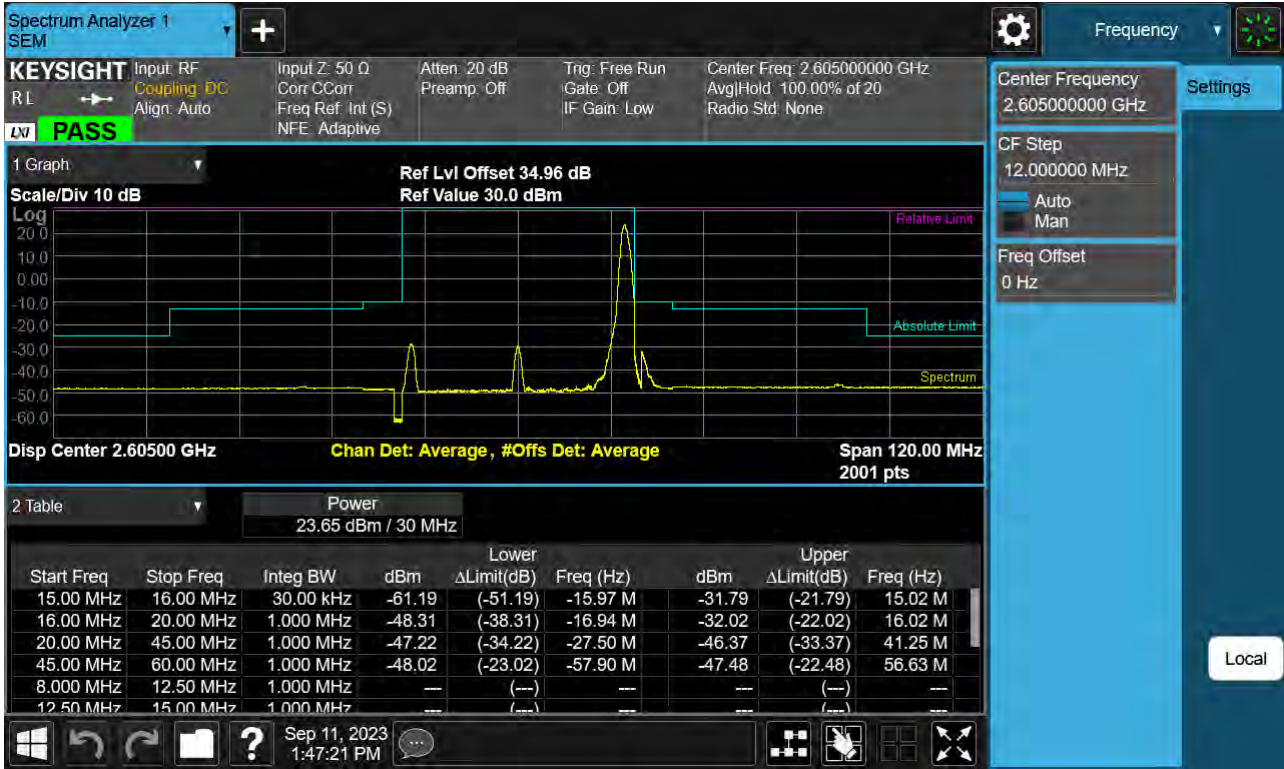 Spectrum Analyzer 1
SEM
Frequency
KEYSIGHT
R L
LXI
PASS
Input: RF
Coupling: DC
Align: Auto
Input Z: 50 Ω
Corr CCorr
Freq Ref: Int (S)
NFE: Adaptive
Atten: 20 dB
Preamp: Off
Trig: Free Run
Gate: Off
IF Gain: Low
Center Freq: 2.605000000 GHz
Avg|Hold: 100.00% of 20
Radio Std: None
Center Frequency
2.605000000 GHz
Settings
CF Step
12.000000 MHz
Auto
Man
Freq Offset
0 Hz
Local
1 Graph
Scale/Div 10 dB
Ref Lvl Offset 34.96 dB
Ref Value 30.0 dBm
Log
20.0
10.0
0.00
-10.0
-20.0
-30.0
-40.0
-50.0
-60.0
Relative Limit
Absolute Limit
Spectrum
Disp Center 2.60500 GHz Chan Det: Average, #Offs Det: Average Span 120.00 MHz
2001 pts
2 Table
Power
23.65 dBm / 30 MHz
Lower Upper
Start Freq Stop Freq Integ BW dBm ΔLimit(dB) Freq (Hz) dBm ΔLimit(dB) Freq (Hz)
15.00 MHz 16.00 MHz 30.00 kHz -61.19 (-51.19) -15.97 M -31.79 (-21.79) 15.02 M
16.00 MHz 20.00 MHz 1.000 MHz -48.31 (-38.31) -16.94 M -32.02 (-22.02) 16.02 M
20.00 MHz 45.00 MHz 1.000 MHz -47.22 (-34.22) -27.50 M -46.37 (-33.37) 41.25 M
45.00 MHz 60.00 MHz 1.000 MHz -48.02 (-23.02) -57.90 M -47.48 (-22.48) 56.63 M
8.000 MHz 12.50 MHz 1.000 MHz --- (---) --- --- (---) ---
12.50 MHz 15.00 MHz 1.000 MHz --- (---) --- --- (---) ---
Sep 11, 2023
1:47:21 PM